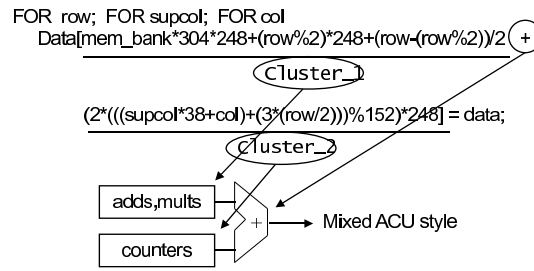 FOR row; FOR supcol; FOR col
Data[mem_bank*304*248+(row%2)*248+(row-(row%2))/2 +
Cluster_1
(2*(((supcol*38+col)+(3*(row/2)))%152)*248] = data;
Cluster_2
adds,mults
+
Mixed ACU style
counters